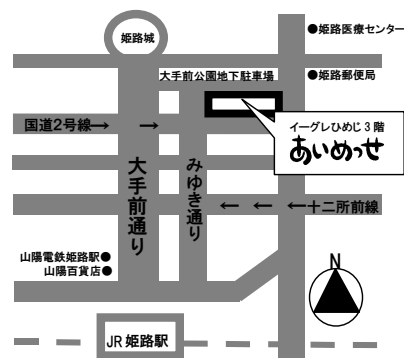 姫路城
●姫路医療センター
大手前公園地下駐車場
●姫路郵便局
国道2号線→ →
イーグレひめじ3階
あいめっせ
大手前通り
みゆき通り
← ← ←十二所前線
山陽電鉄姫路駅●
山陽百貨店●
N
JR姫路駅